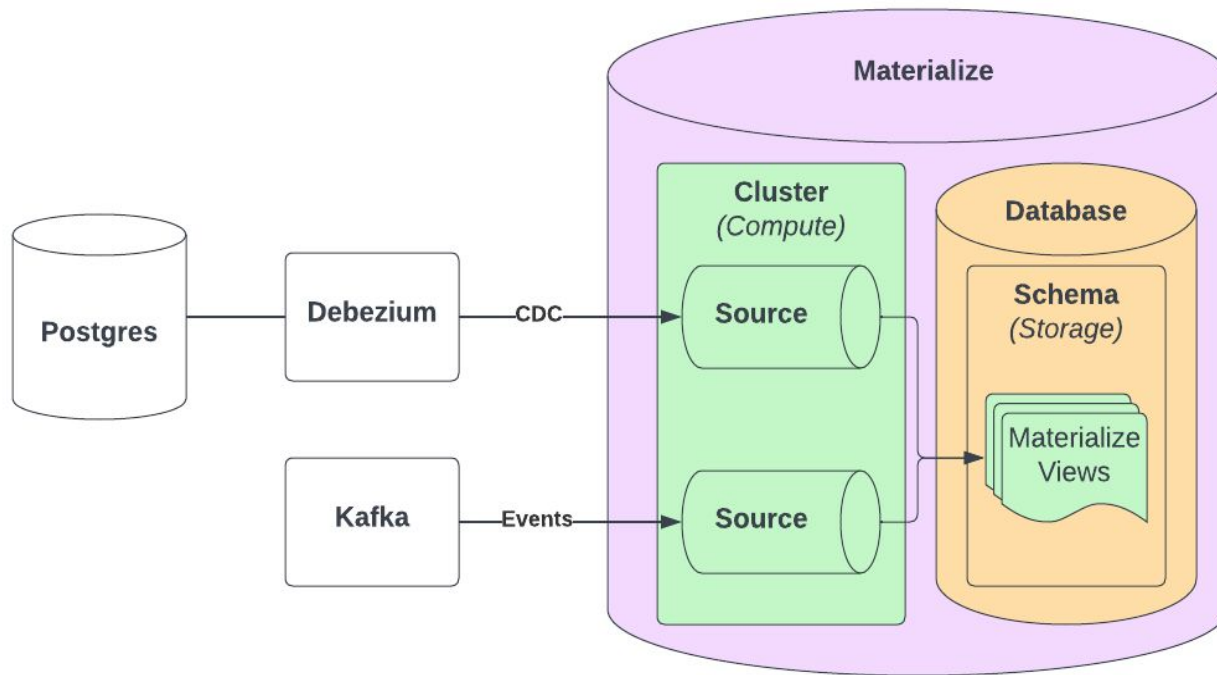 Materialize
Cluster
(Compute)
Database
Postgres
Debezium
CDC
Source
Schema
(Storage)
Materialize
Views
Kafka
Events
Source